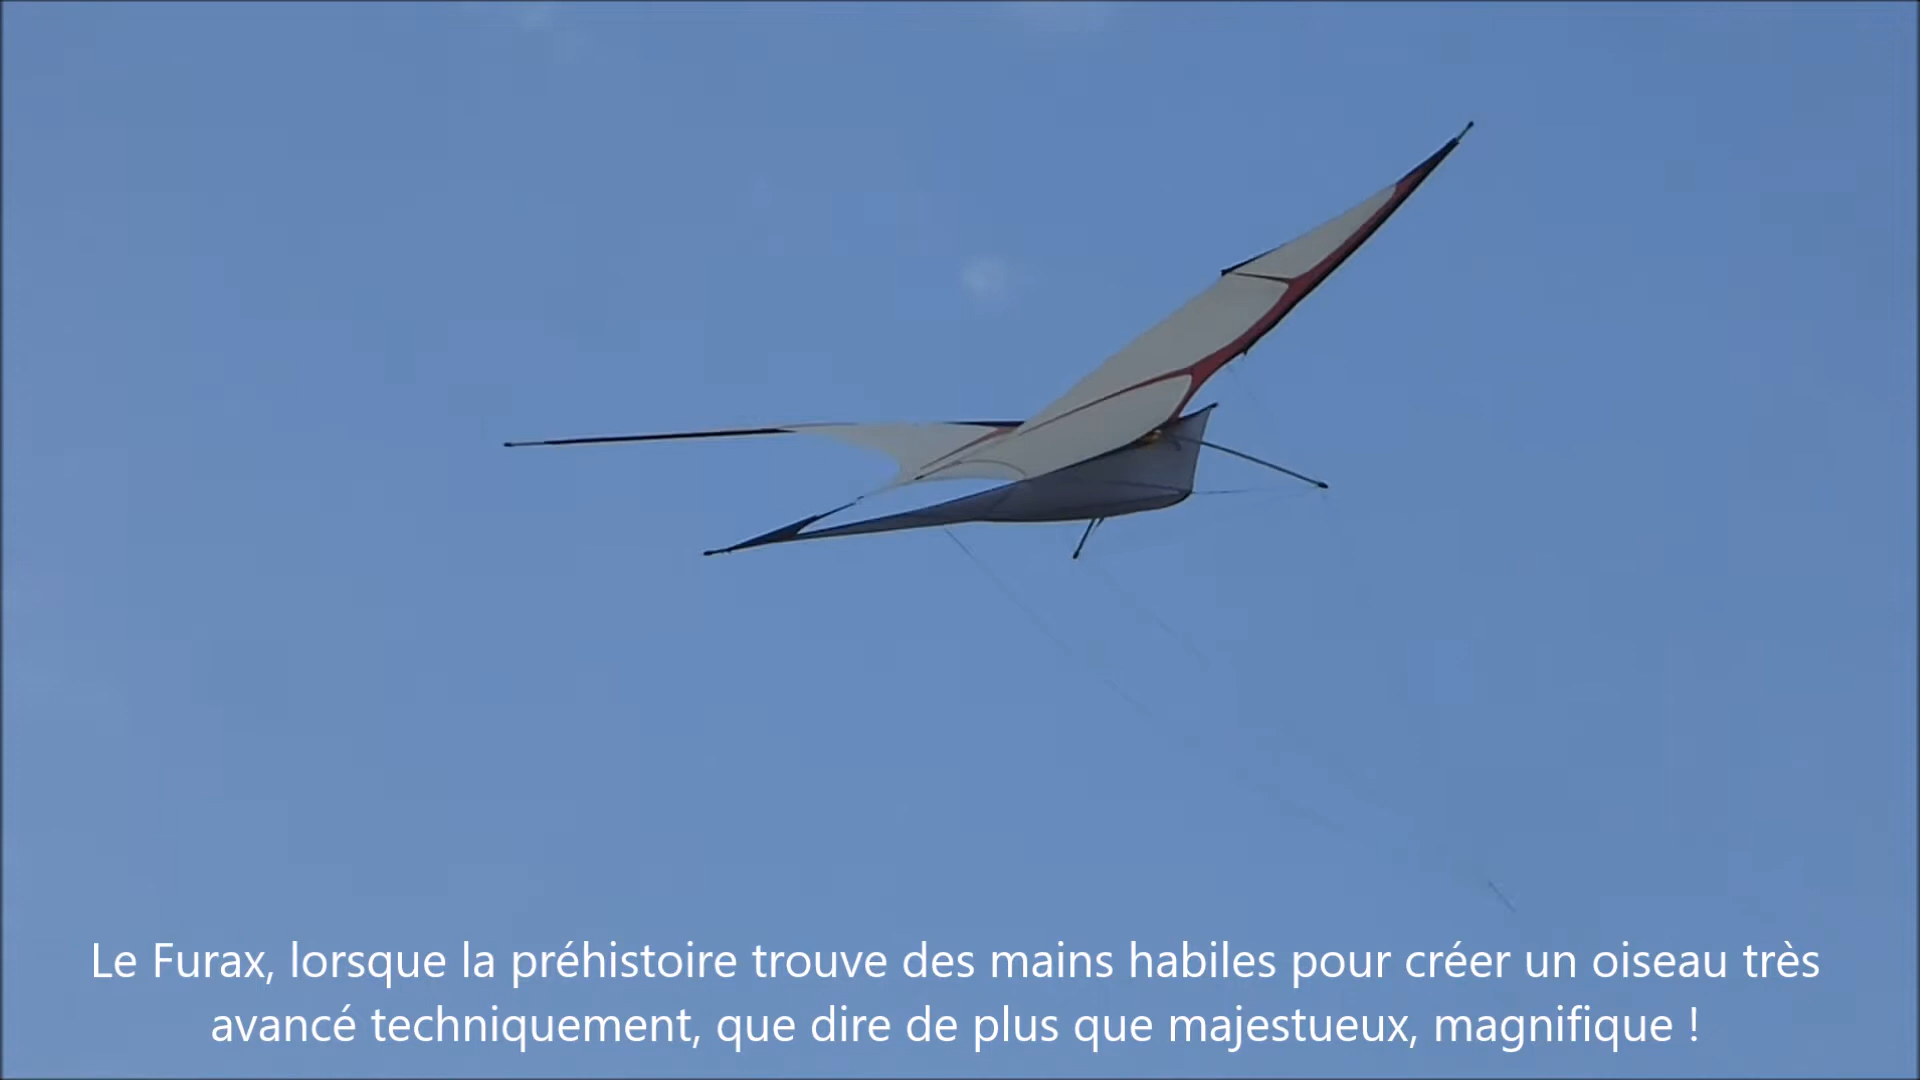 Le Furax, lorsque la préhistoire trouve des mains habiles pour créer un oiseau très
avancé techniquement, que dire de plus que majestueux, magnifique !